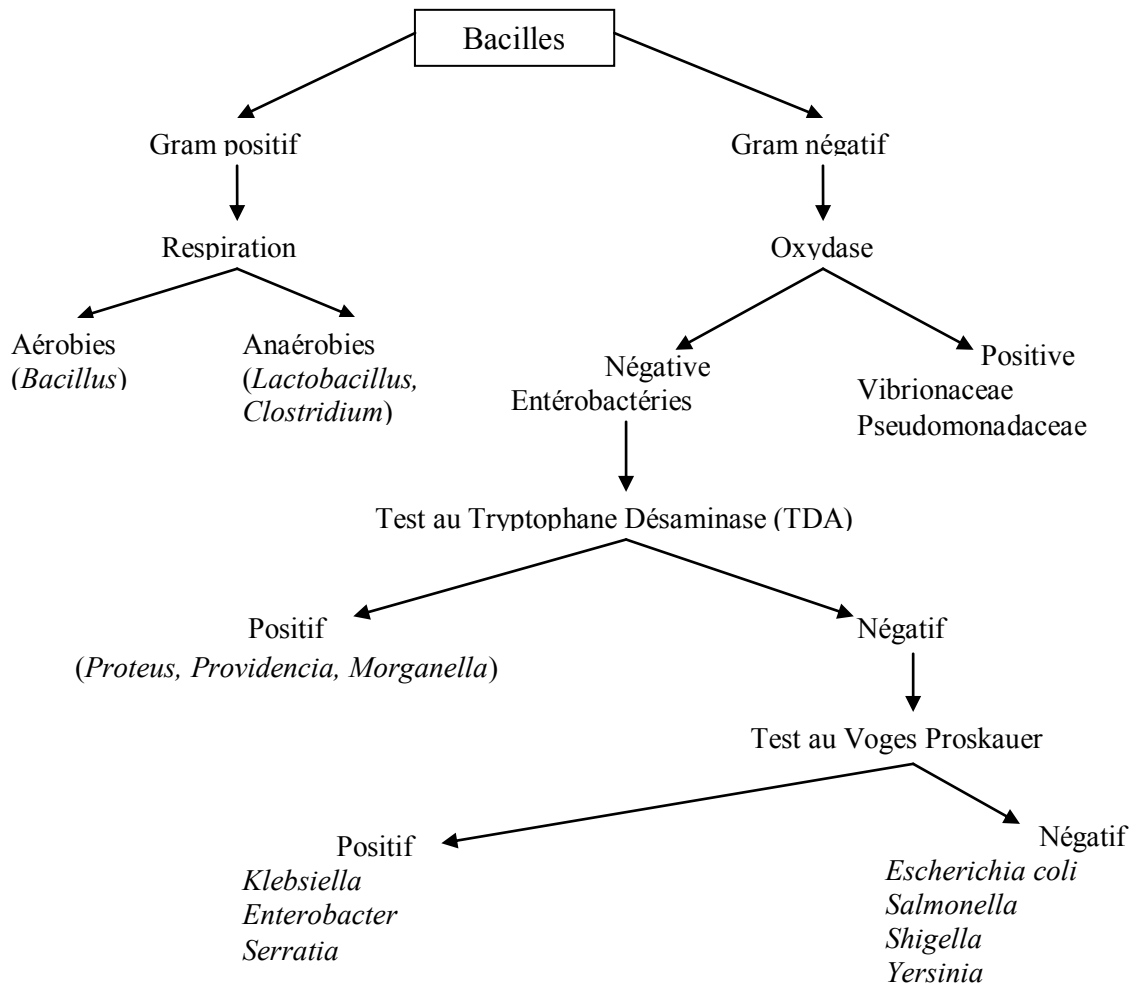 Bacilles
Gram positif
Gram négatif
Respiration
Oxydase
Aérobies
(Bacillus)
Anaérobies
(Lactobacillus,
Clostridium)
Négative
Entérobactéries
Positive
Vibrionaceae
Pseudomonadaceae
Test au Tryptophane Désaminase (TDA)
Positif
(Proteus, Providencia, Morganella)
Négatif
Test au Voges Proskauer
Positif
Klebsiella
Enterobacter
Serratia
Négatif
Escherichia coli
Salmonella
Shigella
Yersinia